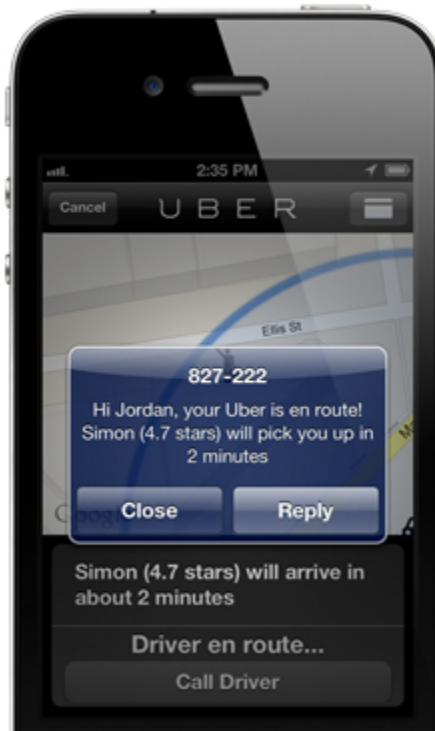 2:35 PM
Cancel
U B E R
Ellis St
827-222
Hi Jordan, your Uber is en route!
Simon (4.7 stars) will pick you up in
2 minutes
Close
Reply
Simon (4.7 stars) will arrive in
about 2 minutes
Driver en route...
Call Driver